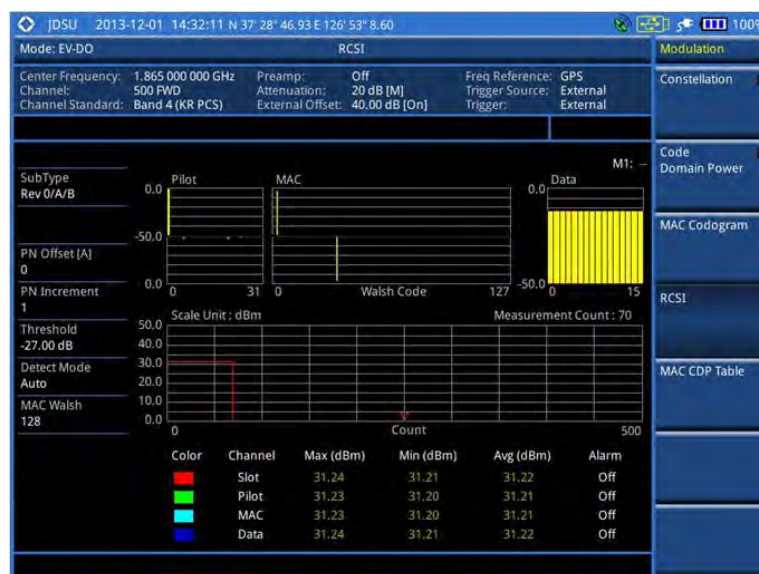 JDSU 2013-12-01 14:32:11 N 37' 28" 46.93 E 126' 53" 8.60 100%
Mode: EV-DO RCSI
Center Frequency: 1.865 000 000 GHz Preamp: Off Freq Reference: GPS
Channel: 500 FWD Attenuation: 20 dB [M] Trigger Source: External
Channel Standard: Band 4 (KR PCS) External Offset: 40.00 dB [On] Trigger: External
M1: --
SubType
Rev 0/A/B
PN Offset [A]
0
PN Increment
1
Threshold
-27.00 dB
Detect Mode
Auto
MAC Walsh
128
Pilot MAC Data
0.0 0.0
-50.0
0.0 -50.0
0 31 0 Walsh Code 127 0 15
Scale Unit : dBm Measurement Count : 70
50.0
40.0
30.0
20.0
10.0
0.0
0 Count 500
Color Channel Max (dBm) Min (dBm) Avg (dBm) Alarm
Slot 31.24 31.21 31.22 Off
Pilot 31.23 31.20 31.21 Off
MAC 31.23 31.20 31.21 Off
Data 31.24 31.21 31.22 Off
Modulation
Constellation
Code
Domain Power
MAC Codogram
RCSI
MAC CDP Table